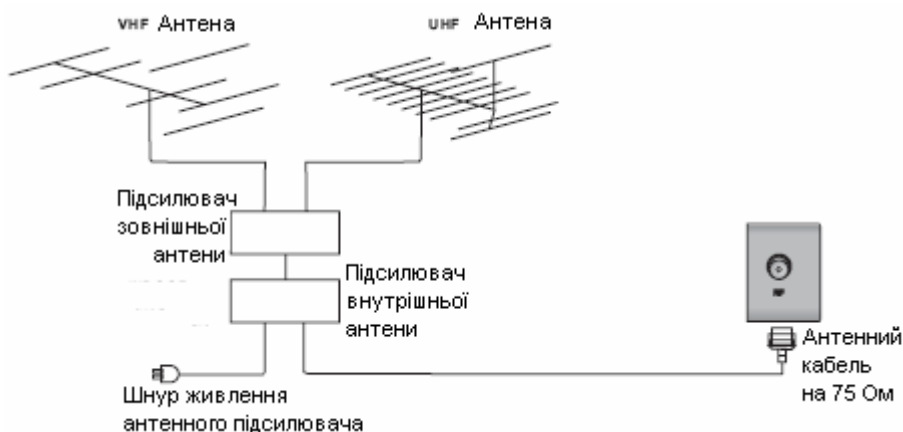 VHF Антена
UHF Антена
Підсилювач
зовнішньої
антени
Підсилювач
внутрішньої
антени
Шнур живлення
антенного підсилювача
Антенний
кабель
на 75 Ом